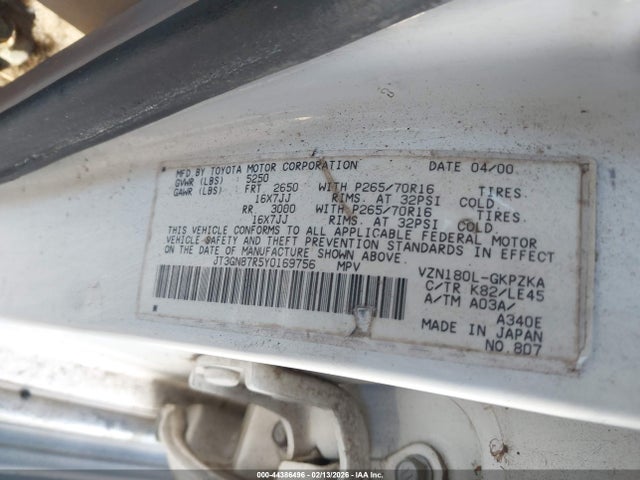 MFD BY TOYOTA MOTOR CORPORATION DATE 04/00
GVWR (LBS) 5250
GAWR (LBS) FRT 2650 WITH P265/70R16 TIRES.
16X7JJ RIMS. AT 32PSI COLD
RR 3000 WITH P265/70R16 TIRES.
16X7JJ RIMS. AT 32PSI COLD
THIS VEHICLE CONFORMS TO ALL APPLICABLE FEDERAL MOTOR
VEHICLE SAFETY AND THEFT PREVENTION STANDARDS IN EFFECT
ON THE DATE OF MANUFACTURE SHOWN ABOVE.
JT3GN87R5Y0169756 MPV VZN180L-GKPZKA
C/TR K82/LE45
A/TM A03A/
A340E
MADE IN JAPAN
NO.807
000-44386496 - 02/13/2026 - IAA